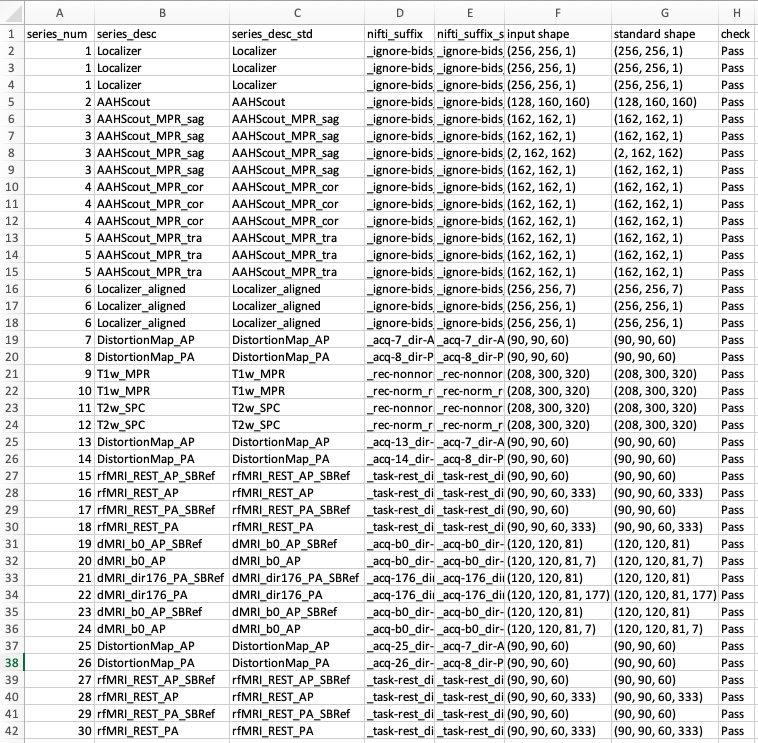 A B C D E F G H
1 series_num series_desc series_desc_std nifti_suffix nifti_suffix_s input shape standard shape check
2 1 Localizer Localizer _ignore-bids _ignore-bids (256, 256, 1) (256, 256, 1) Pass
3 1 Localizer Localizer _ignore-bids _ignore-bids (256, 256, 1) (256, 256, 1) Pass
4 1 Localizer Localizer _ignore-bids _ignore-bids (256, 256, 1) (256, 256, 1) Pass
5 2 AAHScout AAHScout _ignore-bids _ignore-bids (128, 160, 160) (128, 160, 160) Pass
6 3 AAHScout_MPR_sag AAHScout_MPR_sag _ignore-bids _ignore-bids (162, 162, 1) (162, 162, 1) Pass
7 3 AAHScout_MPR_sag AAHScout_MPR_sag _ignore-bids _ignore-bids (162, 162, 1) (162, 162, 1) Pass
8 3 AAHScout_MPR_sag AAHScout_MPR_sag _ignore-bids _ignore-bids (2, 162, 162) (2, 162, 162) Pass
9 3 AAHScout_MPR_sag AAHScout_MPR_sag _ignore-bids _ignore-bids (162, 162, 1) (162, 162, 1) Pass
10 4 AAHScout_MPR_cor AAHScout_MPR_cor _ignore-bids _ignore-bids (162, 162, 1) (162, 162, 1) Pass
11 4 AAHScout_MPR_cor AAHScout_MPR_cor _ignore-bids _ignore-bids (162, 162, 1) (162, 162, 1) Pass
12 4 AAHScout_MPR_cor AAHScout_MPR_cor _ignore-bids _ignore-bids (162, 162, 1) (162, 162, 1) Pass
13 5 AAHScout_MPR_tra AAHScout_MPR_tra _ignore-bids _ignore-bids (162, 162, 1) (162, 162, 1) Pass
14 5 AAHScout_MPR_tra AAHScout_MPR_tra _ignore-bids _ignore-bids (162, 162, 1) (162, 162, 1) Pass
15 5 AAHScout_MPR_tra AAHScout_MPR_tra _ignore-bids _ignore-bids (162, 162, 1) (162, 162, 1) Pass
16 6 Localizer_aligned Localizer_aligned _ignore-bids _ignore-bids (256, 256, 7) (256, 256, 7) Pass
17 6 Localizer_aligned Localizer_aligned _ignore-bids _ignore-bids (256, 256, 1) (256, 256, 1) Pass
18 6 Localizer_aligned Localizer_aligned _ignore-bids _ignore-bids (256, 256, 1) (256, 256, 1) Pass
19 7 DistortionMap_AP DistortionMap_AP _acq-7_dir-A _acq-7_dir-A (90, 90, 60) (90, 90, 60) Pass
20 8 DistortionMap_PA DistortionMap_PA _acq-8_dir-P _acq-8_dir-P (90, 90, 60) (90, 90, 60) Pass
21 9 T1w_MPR T1w_MPR _rec-nonnor _rec-nonnor (208, 300, 320) (208, 300, 320) Pass
22 10 T1w_MPR T1w_MPR _rec-norm_r _rec-norm_r (208, 300, 320) (208, 300, 320) Pass
23 11 T2w_SPC T2w_SPC _rec-nonnor _rec-nonnor (208, 300, 320) (208, 300, 320) Pass
24 12 T2w_SPC T2w_SPC _rec-norm_r _rec-norm_r (208, 300, 320) (208, 300, 320) Pass
25 13 DistortionMap_AP DistortionMap_AP _acq-13_dir- _acq-7_dir-A (90, 90, 60) (90, 90, 60) Pass
26 14 DistortionMap_PA DistortionMap_PA _acq-14_dir- _acq-8_dir-P (90, 90, 60) (90, 90, 60) Pass
27 15 rfMRI_REST_AP_SBRef rfMRI_REST_AP_SBRef _task-rest_di _task-rest_di (90, 90, 60) (90, 90, 60) Pass
28 16 rfMRI_REST_AP rfMRI_REST_AP _task-rest_di _task-rest_di (90, 90, 60, 333) (90, 90, 60, 333) Pass
29 17 rfMRI_REST_PA_SBRef rfMRI_REST_PA_SBRef _task-rest_di _task-rest_di (90, 90, 60) (90, 90, 60) Pass
30 18 rfMRI_REST_PA rfMRI_REST_PA _task-rest_di _task-rest_di (90, 90, 60, 333) (90, 90, 60, 333) Pass
31 19 dMRI_b0_AP_SBRef dMRI_b0_AP_SBRef _acq-b0_dir- _acq-b0_dir- (120, 120, 81) (120, 120, 81) Pass
32 20 dMRI_b0_AP dMRI_b0_AP _acq-b0_dir- _acq-b0_dir- (120, 120, 81, 7) (120, 120, 81, 7) Pass
33 21 dMRI_dir176_PA_SBRef dMRI_dir176_PA_SBRef _acq-176_dii _acq-176_dii (120, 120, 81) (120, 120, 81) Pass
34 22 dMRI_dir176_PA dMRI_dir176_PA _acq-176_dii _acq-176_dii (120, 120, 81, 177) (120, 120, 81, 177) Pass
35 23 dMRI_b0_AP_SBRef dMRI_b0_AP_SBRef _acq-b0_dir- _acq-b0_dir- (120, 120, 81) (120, 120, 81) Pass
36 24 dMRI_b0_AP dMRI_b0_AP _acq-b0_dir- _acq-b0_dir- (120, 120, 81, 7) (120, 120, 81, 7) Pass
37 25 DistortionMap_AP DistortionMap_AP _acq-25_dir- _acq-7_dir-A (90, 90, 60) (90, 90, 60) Pass
38 26 DistortionMap_PA DistortionMap_PA _acq-26_dir- _acq-8_dir-P (90, 90, 60) (90, 90, 60) Pass
39 27 rfMRI_REST_AP_SBRef rfMRI_REST_AP_SBRef _task-rest_di _task-rest_di (90, 90, 60) (90, 90, 60) Pass
40 28 rfMRI_REST_AP rfMRI_REST_AP _task-rest_di _task-rest_di (90, 90, 60, 333) (90, 90, 60, 333) Pass
41 29 rfMRI_REST_PA_SBRef rfMRI_REST_PA_SBRef _task-rest_di _task-rest_di (90, 90, 60) (90, 90, 60) Pass
42 30 rfMRI_REST_PA rfMRI_REST_PA _task-rest_di _task-rest_di (90, 90, 60, 333) (90, 90, 60, 333) Pass